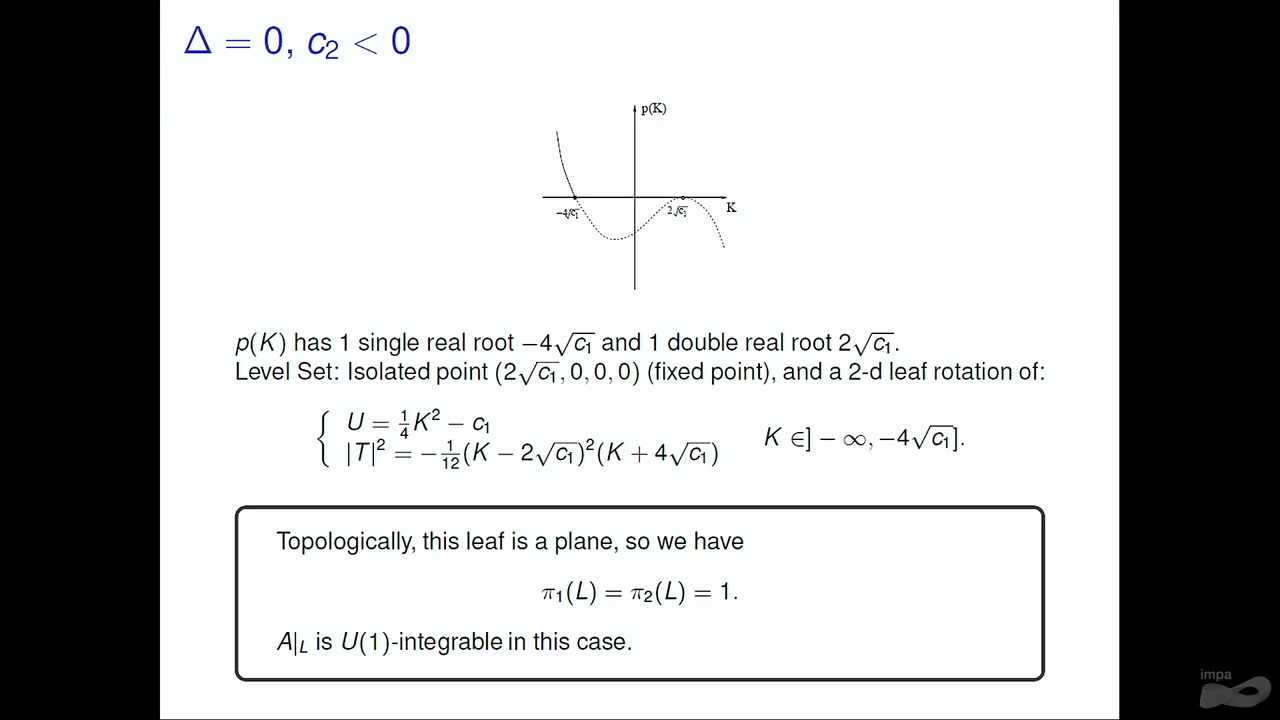 Δ = 0, c₂ < 0
p(K)
−4√c₁
2√c₁
K
p(K) has 1 single real root −4√c₁ and 1 double real root 2√c₁.
Level Set: Isolated point (2√c₁, 0, 0, 0) (fixed point), and a 2-d leaf rotation of:
{ U = ¼K² − c₁
|T|² = −1/12(K − 2√c₁)²(K + 4√c₁)
K ∈] − ∞, −4√c₁].
Topologically, this leaf is a plane, so we have
π₁(L) = π₂(L) = 1.
A|_L is U(1)-integrable in this case.
impa